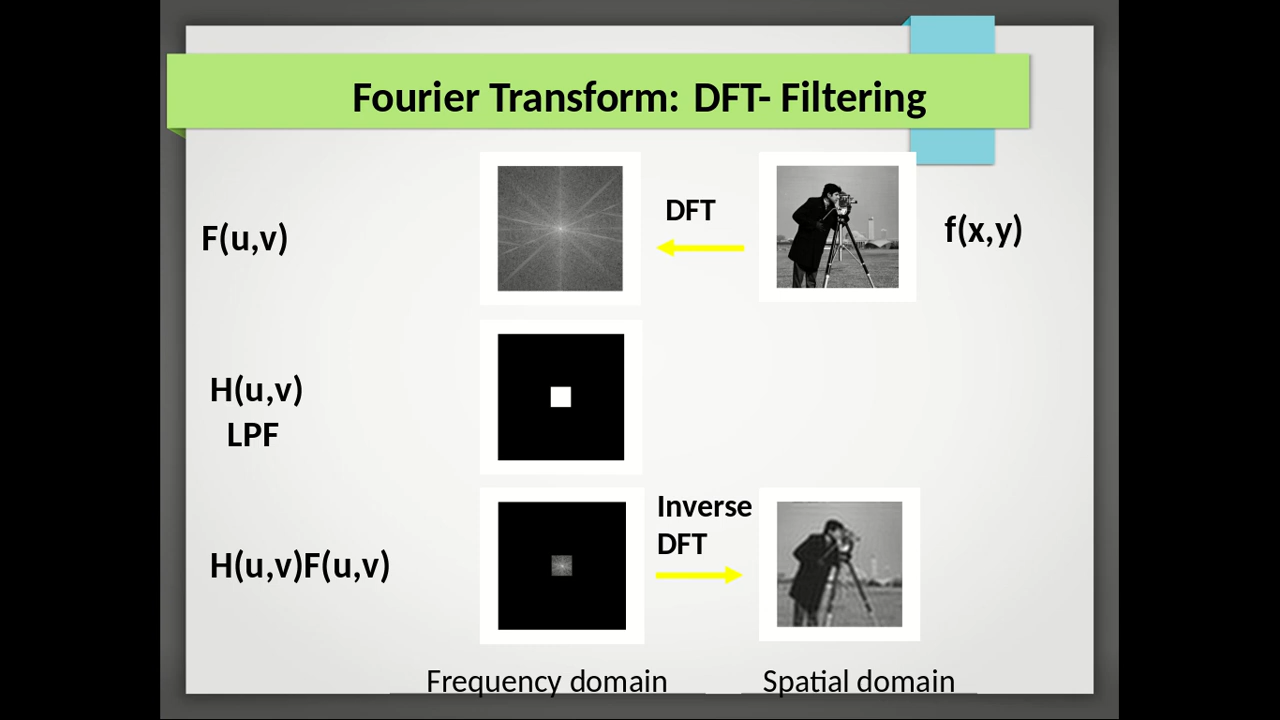 Fourier Transform: DFT- Filtering
F(u,v)
DFT
f(x,y)
H(u,v)
LPF
Inverse
DFT
H(u,v)F(u,v)
Frequency domain
Spatial domain